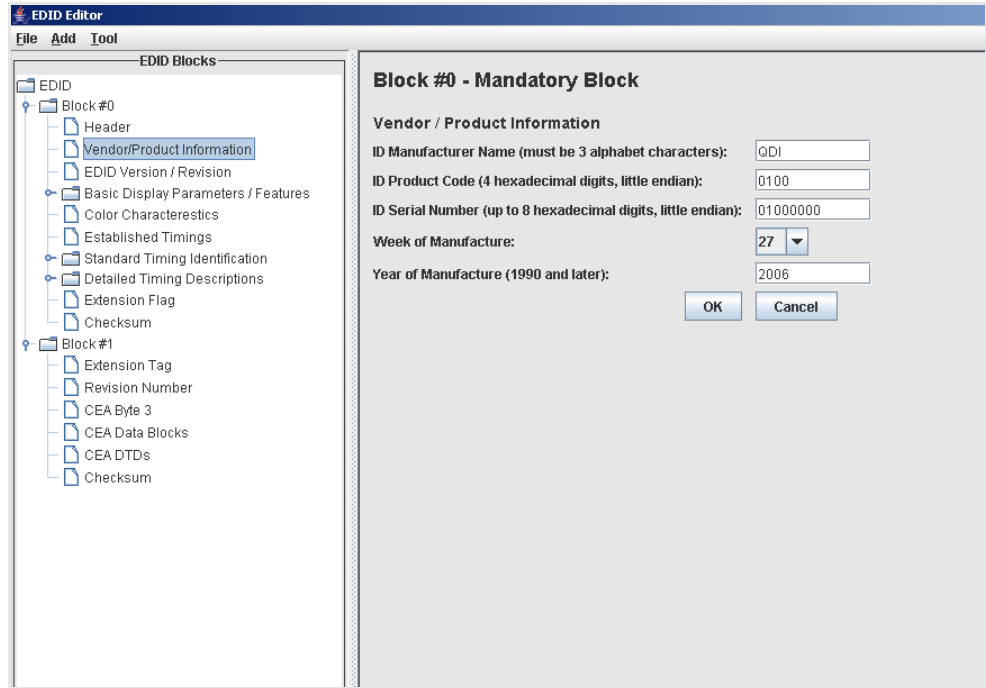 EDID Editor
File Add Tool
EDID Blocks
EDID
Block #0
Header
Vendor/Product Information
EDID Version / Revision
Basic Display Parameters / Features
Color Characterestics
Established Timings
Standard Timing Identification
Detailed Timing Descriptions
Extension Flag
Checksum
Block #1
Extension Tag
Revision Number
CEA Byte 3
CEA Data Blocks
CEA DTDs
Checksum
Block #0 - Mandatory Block
Vendor / Product Information
ID Manufacturer Name (must be 3 alphabet characters): QDI
ID Product Code (4 hexadecimal digits, little endian): 0100
ID Serial Number (up to 8 hexadecimal digits, little endian): 01000000
Week of Manufacture: 27
Year of Manufacture (1990 and later): 2006
OK Cancel